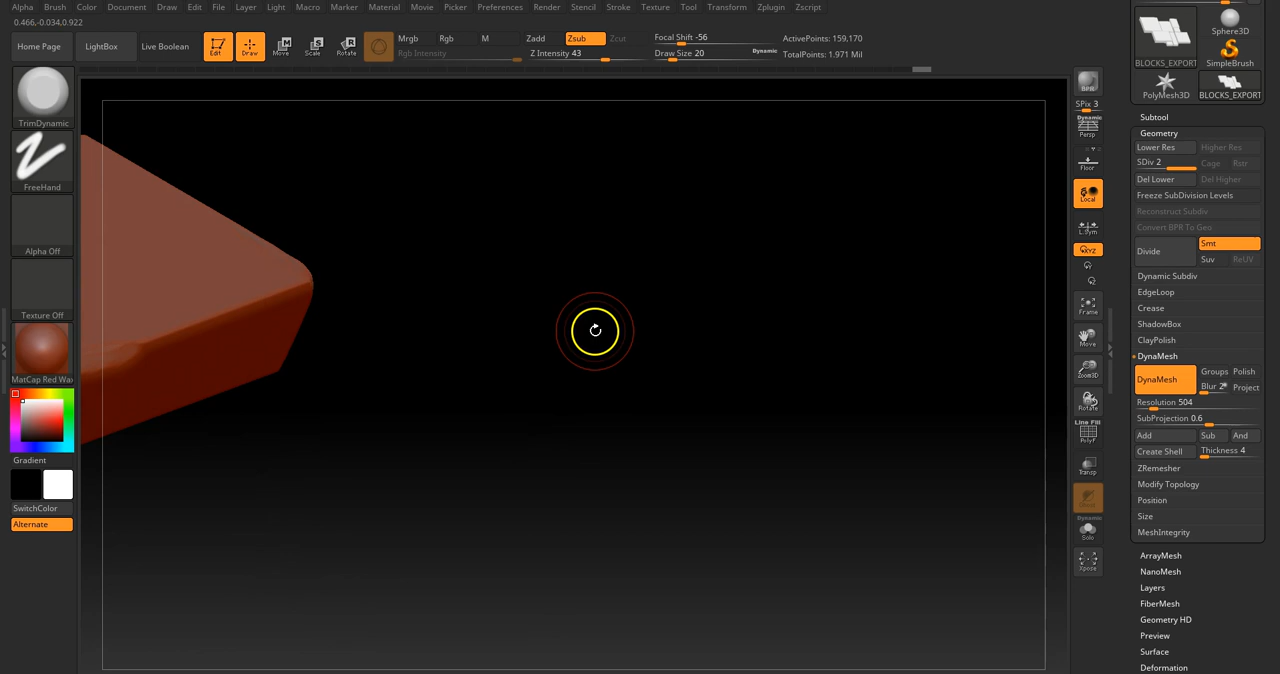 Alpha Brush Color Document Draw Edit File Layer Light Macro Marker Material Movie Picker Preferences Render Stencil Stroke Texture Tool Transform Zplugin Zscript
0.466,-0.034,0.922
Home Page LightBox Live Boolean Edit Draw Move Scale Rotate
Mrgb Rgb M Zadd Zsub Zcut Focal Shift -56 ActivePoints: 159,170
Rgb Intensity Z Intensity 43 Draw Size 20 Dynamic TotalPoints: 1.971 Mil
TrimDynamic
FreeHand
Alpha Off
Texture Off
MatCap Red Wax
Gradient
SwitchColor
Alternate
BPR
SPix 3
Dynamic
Persp
Floor
Local
L.Sym
Qxyz
Frame
Move
Zoom3D
Rotate
Line Fill
PolyF
Transp
Dynamic
Solo
Xpose
BLOCKS_EXPORT Sphere3D
SimpleBrush
PolyMesh3D BLOCKS_EXPORT
Subtool
Geometry
Lower Res Higher Res
SDiv 2 Cage Rstr
Del Lower Del Higher
Freeze SubDivision Levels
Reconstruct Subdiv
Convert BPR To Geo
Divide Smt
Suv ReUV
Dynamic Subdiv
EdgeLoop
Crease
ShadowBox
ClayPolish
DynaMesh
DynaMesh Groups Polish
Blur 2 Project
Resolution 504
SubProjection 0.6
Add Sub And
Create Shell Thickness 4
ZRemesher
Modify Topology
Position
Size
MeshIntegrity
ArrayMesh
NanoMesh
Layers
FiberMesh
Geometry HD
Preview
Surface
Deformation